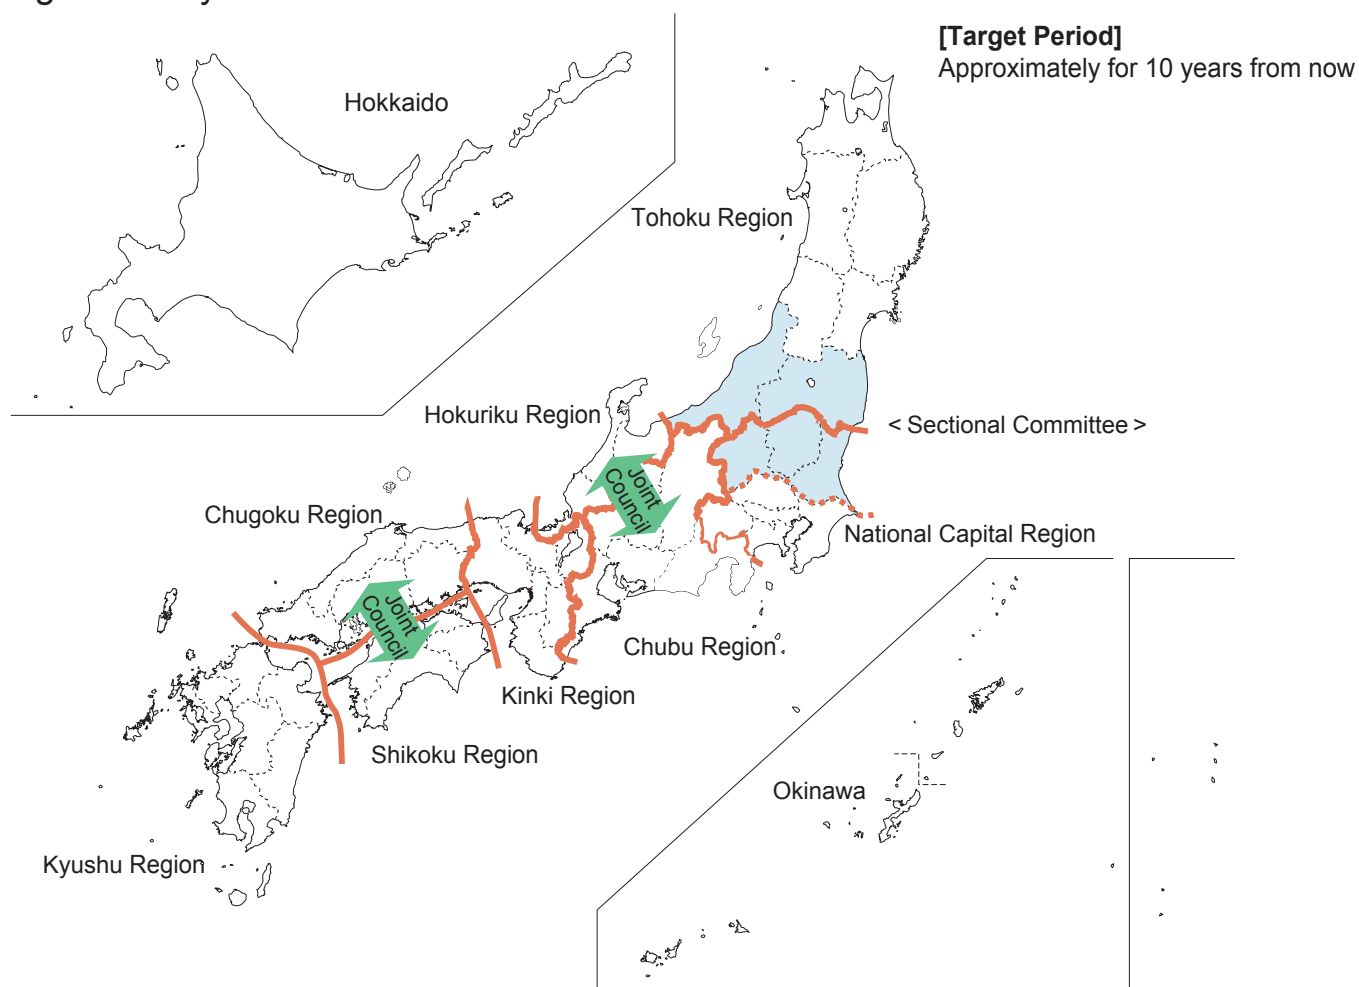 [Target Period]
Approximately for 10 years from now
Hokkaido
Tohoku Region
Hokuriku Region
< Sectional Committee >
Joint
Council
Chugoku Region
National Capital Region
Joint
Council
Chubu Region
Kinki Region
Shikoku Region
Okinawa
Kyushu Region